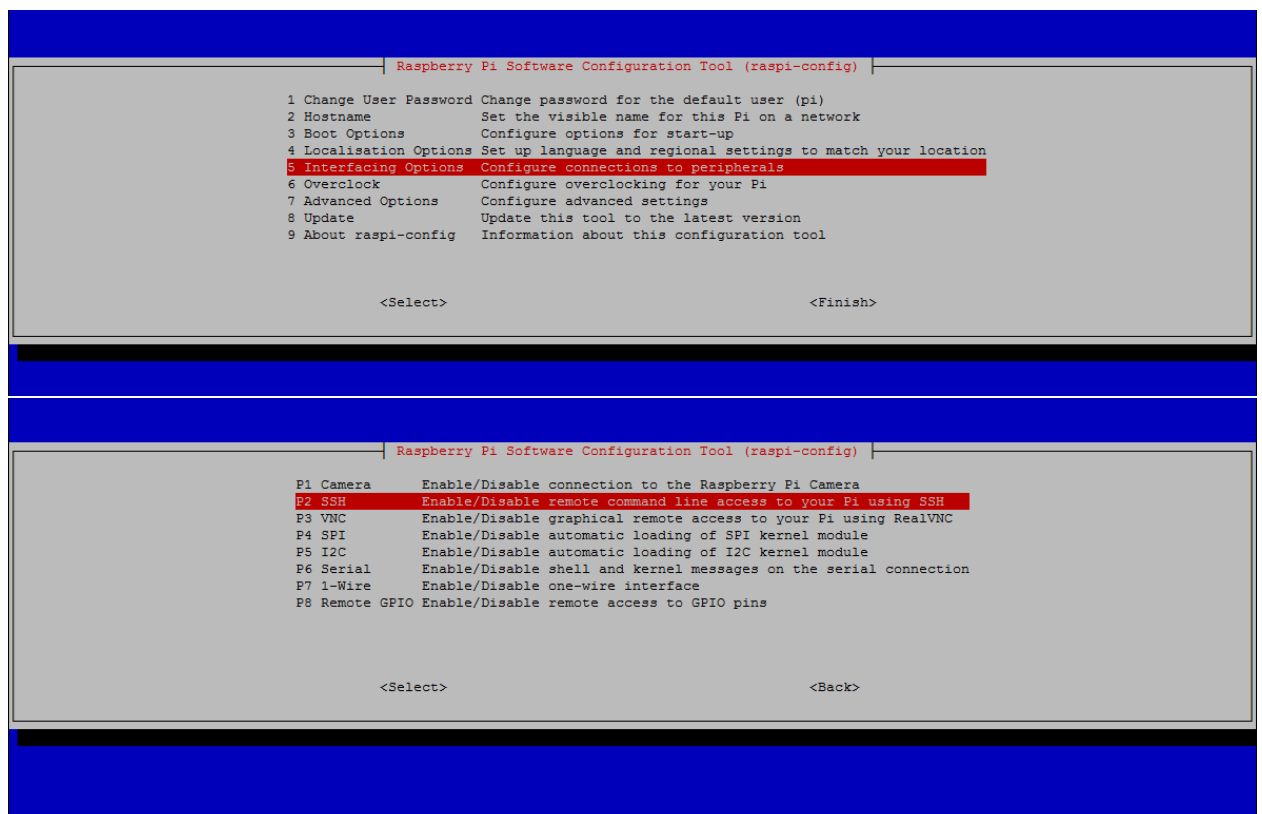 Raspberry Pi Software Configuration Tool (raspi-config)
1 Change User Password Change password for the default user (pi)
2 Hostname Set the visible name for this Pi on a network
3 Boot Options Configure options for start-up
4 Localisation Options Set up language and regional settings to match your location
5 Interfacing Options Configure connections to peripherals
6 Overclock Configure overclocking for your Pi
7 Advanced Options Configure advanced settings
8 Update Update this tool to the latest version
9 About raspi-config Information about this configuration tool
<Select> <Finish>
Raspberry Pi Software Configuration Tool (raspi-config)
P1 Camera Enable/Disable connection to the Raspberry Pi Camera
P2 SSH Enable/Disable remote command line access to your Pi using SSH
P3 VNC Enable/Disable graphical remote access to your Pi using RealVNC
P4 SPI Enable/Disable automatic loading of SPI kernel module
P5 I2C Enable/Disable automatic loading of I2C kernel module
P6 Serial Enable/Disable shell and kernel messages on the serial connection
P7 1-Wire Enable/Disable one-wire interface
P8 Remote GPIO Enable/Disable remote access to GPIO pins
<Select> <Back>